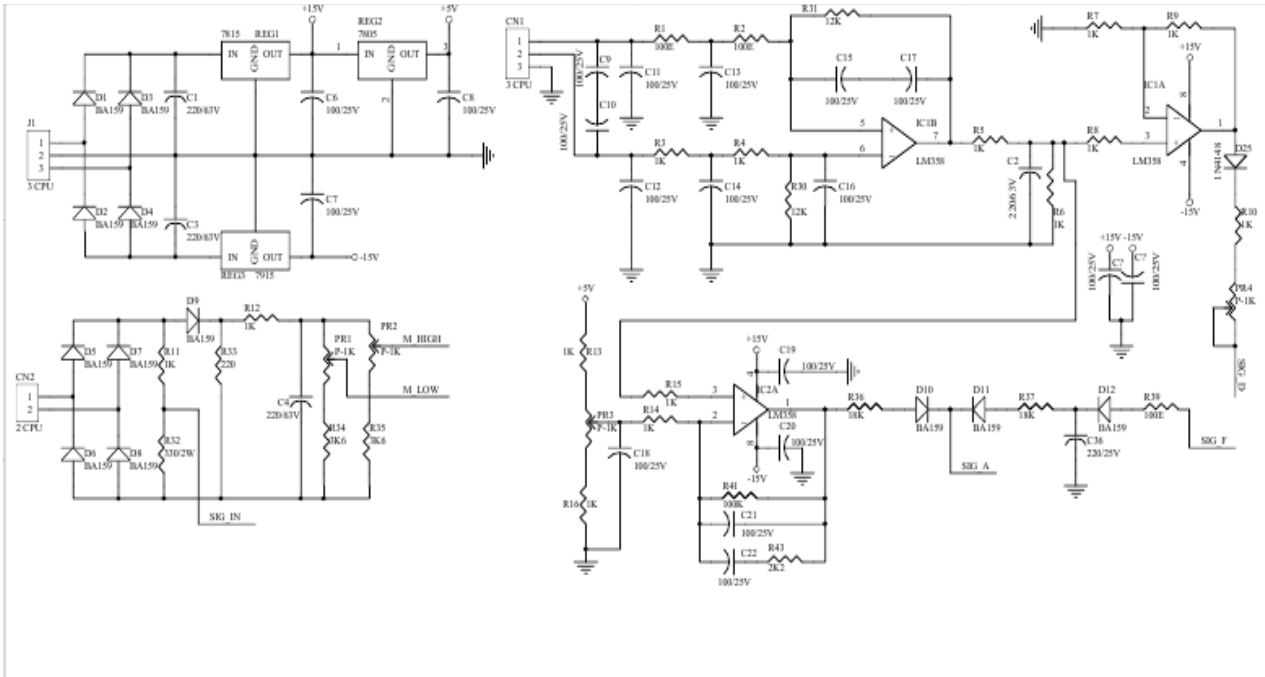 J1
1
2
3
3 CPU
D1
BA159
D3
BA159
D2
BA159
D4
BA159
C1
220/63V
C3
220/63V
7815
REG1
IN
GND
OUT
+15V
REG2
7805
1
IN
GND
OUT
3
2
+5V
C6
100/25V
C8
100/25V
C7
100/25V
IN
GND
OUT
REG3
7915
-15V
CN1
1
2
3
3 CPU
100/25V
C9
C10
100/25V
C11
100/25V
R1
100E
R2
100E
C13
100/25V
R31
12K
C15
100/25V
C17
100/25V
R3
1K
R4
1K
C12
100/25V
C14
100/25V
R30
12K
C16
100/25V
IC1B
5
6
7
LM358
R5
1K
C2
220/63V
R6
1K
R8
1K
R7
1K
R9
1K
+15V
IC1A
8
2
3
1
4
LM358
-15V
D25
1N4148
R10
1K
PR4
P-1K
SIG_D
+15V
-15V
C?
100/25V
C?
100/25V
CN2
1
2
2 CPU
D5
BA159
D7
BA159
D6
BA159
D8
BA159
R11
1K
R32
330/2W
SIG_IN
D9
BA159
R33
220
R12
1K
C4
220/63V
PR1
P-1K
PR2
P-1K
M_HIGH
M_LOW
R34
3K6
R35
3K6
+5V
1K
R13
PR3
P-1K
R16
1K
C18
100/25V
R15
1K
R14
1K
+15V
C19
100/25V
4
3
2
IC2A
1
LM358
8
C20
100/25V
-15V
R41
100K
C21
100/25V
C22
100/25V
R43
2K2
R36
18K
D10
BA159
SIG_A
D11
BA159
R37
18K
C36
220/25V
D12
BA159
R39
100E
SIG_F